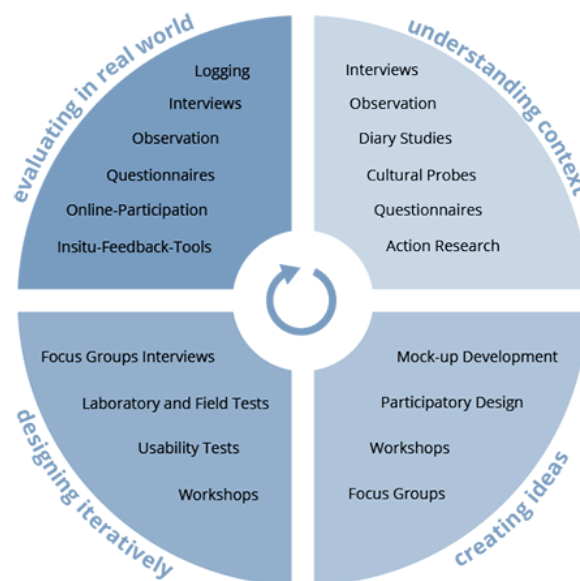 evaluating in real world
Logging
Interviews
Observation
Questionnaires
Online-Participation
Insitu-Feedback-Tools
understanding context
Interviews
Observation
Diary Studies
Cultural Probes
Questionnaires
Action Research
designing iteratively
Focus Groups Interviews
Laboratory and Field Tests
Usability Tests
Workshops
creating ideas
Mock-up Development
Participatory Design
Workshops
Focus Groups